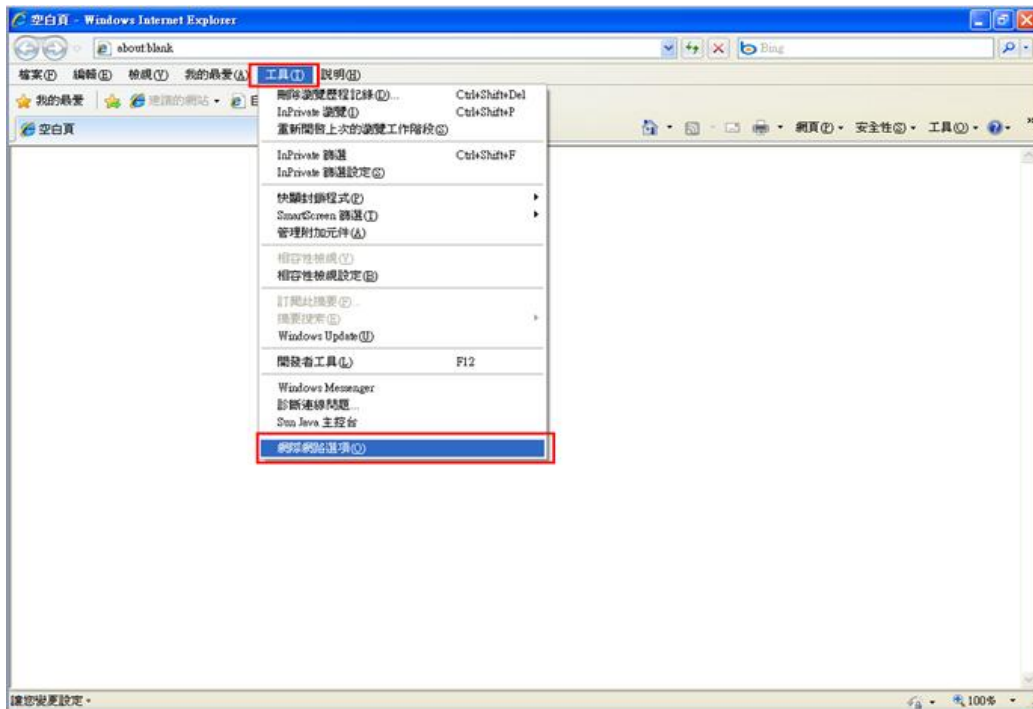 空白頁 - Windows Internet Explorer
about:blank
Bing
檔案(F) 編輯(E) 檢視(V) 我的最愛(A) 工具(T) 說明(H)
我的最愛 建議的網站
空白頁
網頁(P) 安全性(S) 工具(O)
刪除瀏覽歷程記錄(D)... Ctrl+Shift+Del
InPrivate 瀏覽(I) Ctrl+Shift+P
重新開啟上次的瀏覽工作階段(S)
InPrivate 篩選 Ctrl+Shift+F
InPrivate 篩選設定(S)
快顯封鎖程式(P)
SmartScreen 篩選(T)
管理附加元件(A)
相容性檢視(V)
相容性檢視設定(B)
訂閱此摘要(F)...
摘要搜索(E)
Windows Update(U)
開發者工具(L) F12
Windows Messenger
診斷連線問題...
Sun Java 主控台
網際網路選項(O)
讓您變更設定。
100%